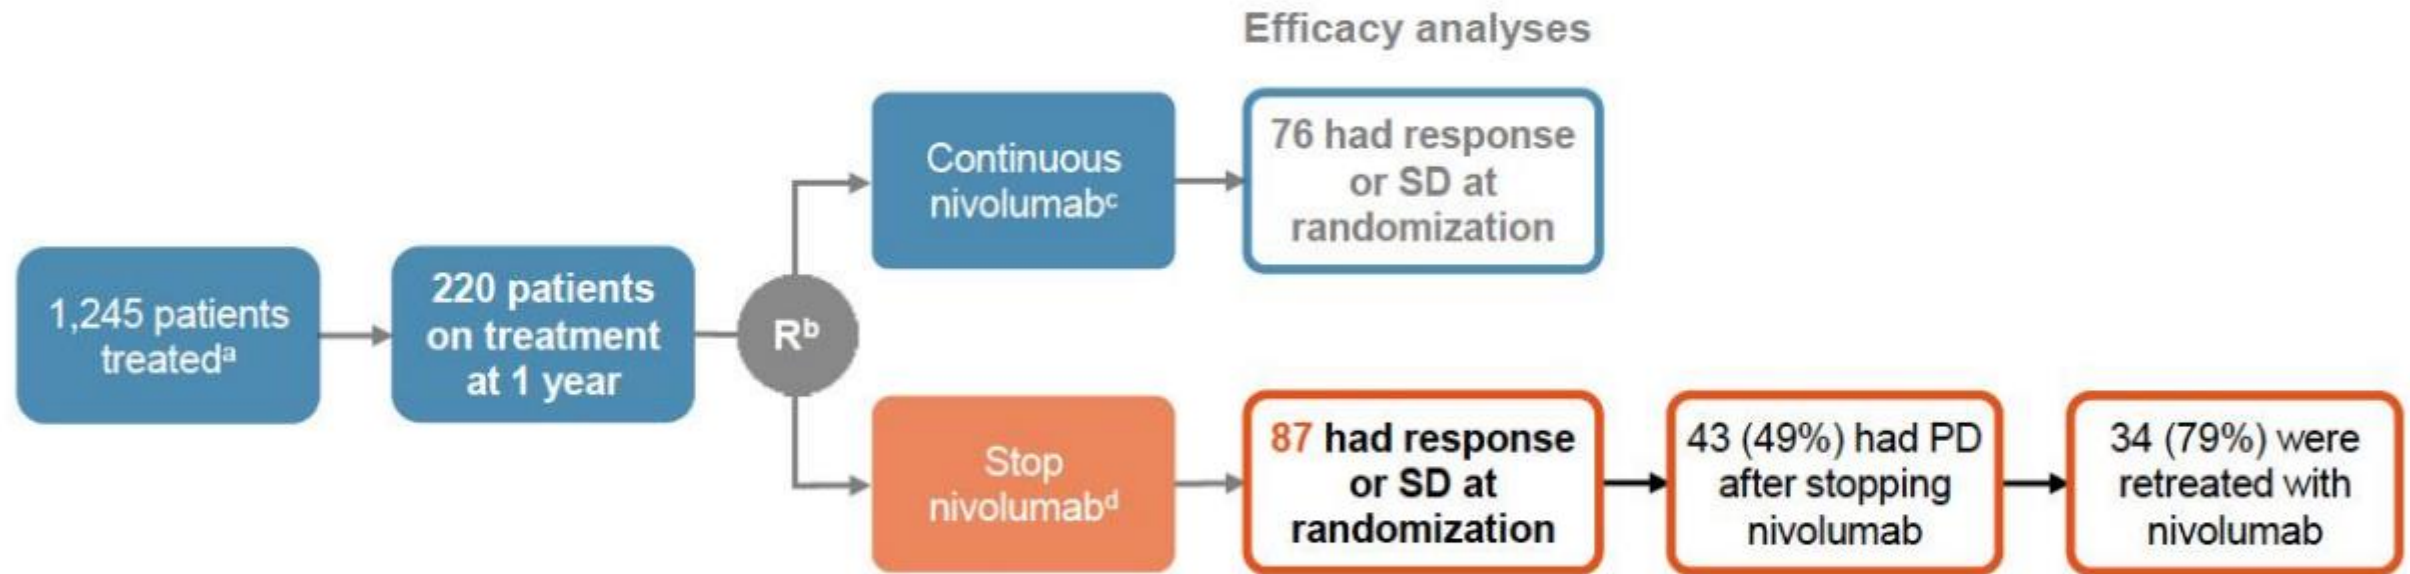 Efficacy analyses
1,245 patients
treatedᵃ
220 patients
on treatment
at 1 year
Rᵇ
Continuous
nivolumabᶜ
76 had response
or SD at
randomization
Stop
nivolumabᵈ
87 had response
or SD at
randomization
43 (49%) had PD
after stopping
nivolumab
34 (79%) were
retreated with
nivolumab